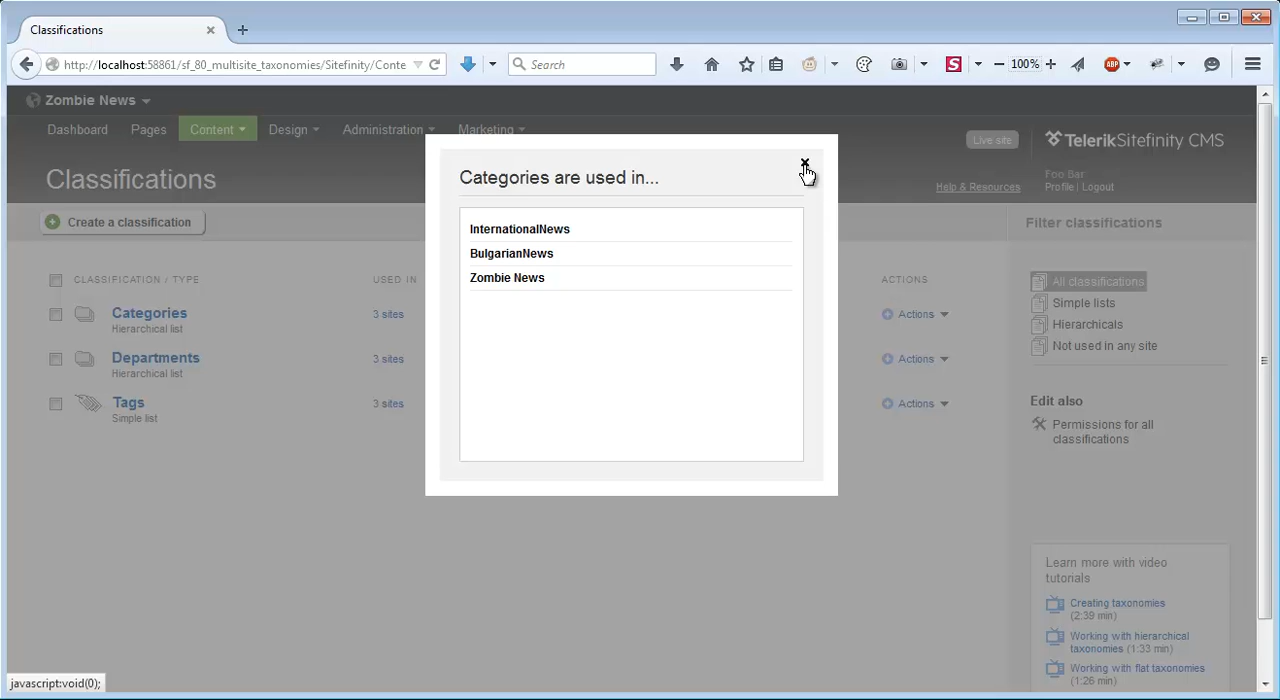 Classifications
http://localhost:58861/sf_80_multisite_taxonomies/Sitefinity/Conte
Search
100%
ABP
Zombie News
Dashboard
Pages
Content
Design
Administration
Marketing
Live site
Telerik Sitefinity CMS
Classifications
Foo Bar
Help & Resources
Profile | Logout
Create a classification
Filter classifications
CLASSIFICATION / TYPE
USED IN
ACTIONS
Categories
Hierarchical list
3 sites
Actions
Departments
Hierarchical list
3 sites
Actions
Tags
Simple list
3 sites
Actions
Categories are used in...
InternationalNews
BulgarianNews
Zombie News
All classifications
Simple lists
Hierarchicals
Not used in any site
Edit also
Permissions for all
classifications
Learn more with video
tutorials
Creating taxonomies
(2:39 min)
Working with hierarchical
taxonomies (1:33 min)
Working with flat taxonomies
(1:26 min)
javascript:void(0);